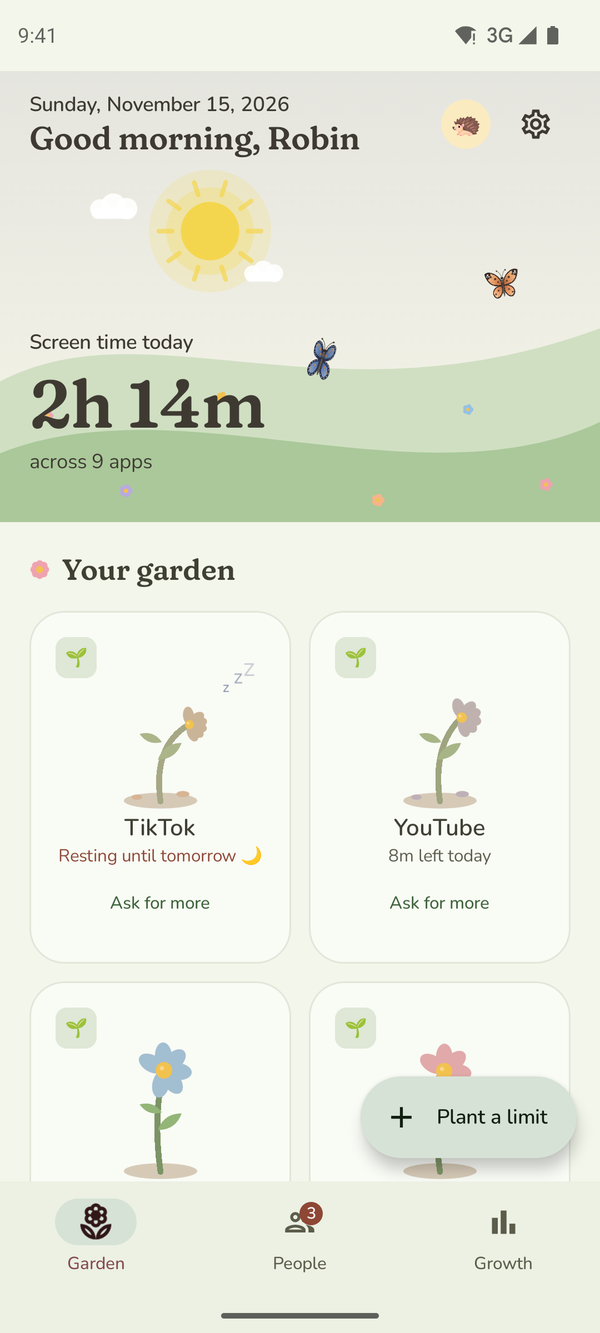 9:41
3G
Sunday, November 15, 2026
Good morning, Robin
Screen time today
2h 14m
across 9 apps
Your garden
z z Z
TikTok
Resting until tomorrow 🌙
Ask for more
YouTube
8m left today
Ask for more
+ Plant a limit
3
Garden
People
Growth